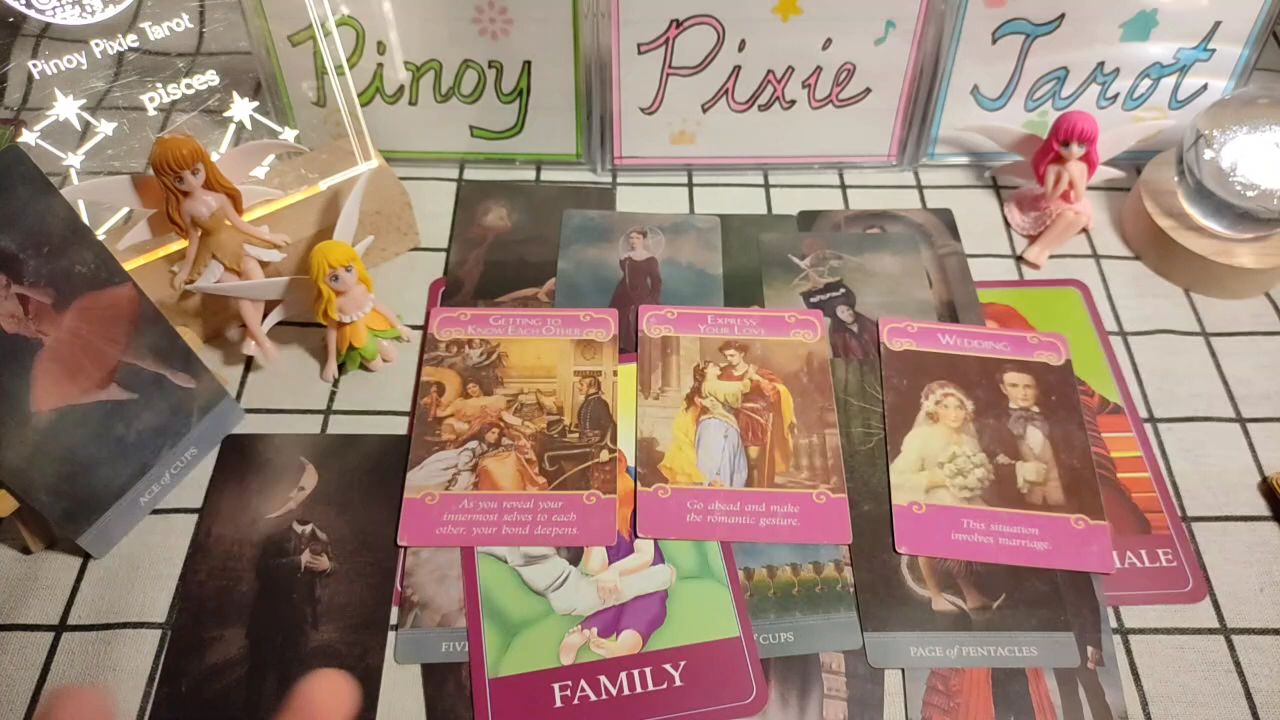 Pinoy Pixie Tarot
pisces
Pinoy
Pixie
Tarot
GETTING TO
KNOW EACH OTHER
As you reveal your
innermost selves to each
other, your bond deepens.
EXPRESS
YOUR LOVE
Go ahead and make
the romantic gesture.
WEDDING
This situation
involves marriage.
ACE of CUPS
FIVE
CUPS
PAGE of PENTACLES
FAMILY